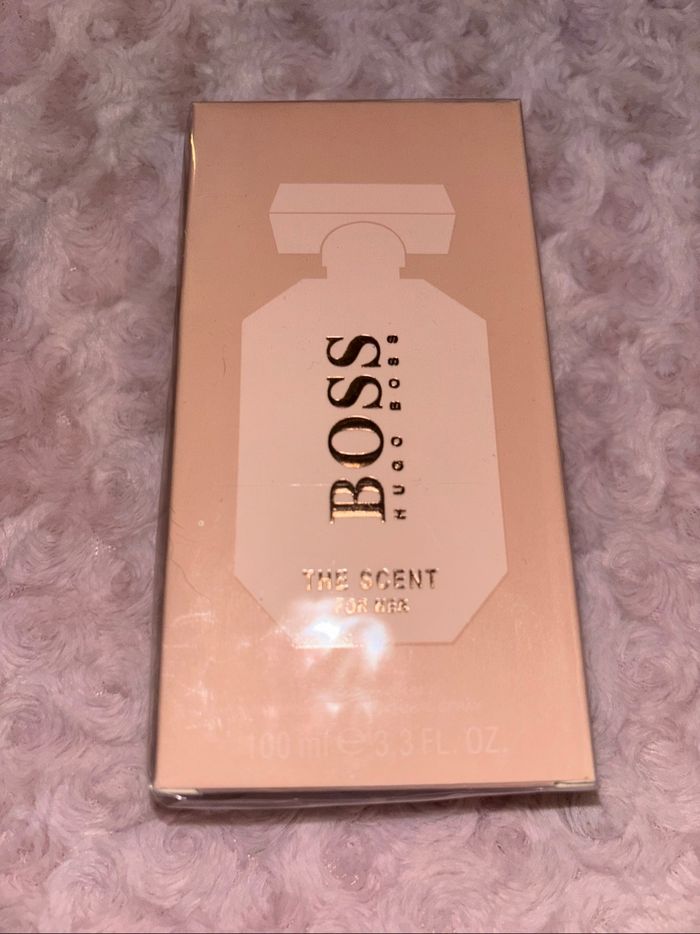 BOSS
HUGO BOSS
THE SCENT
FOR HER
100 ml e 3.3 FL. OZ.